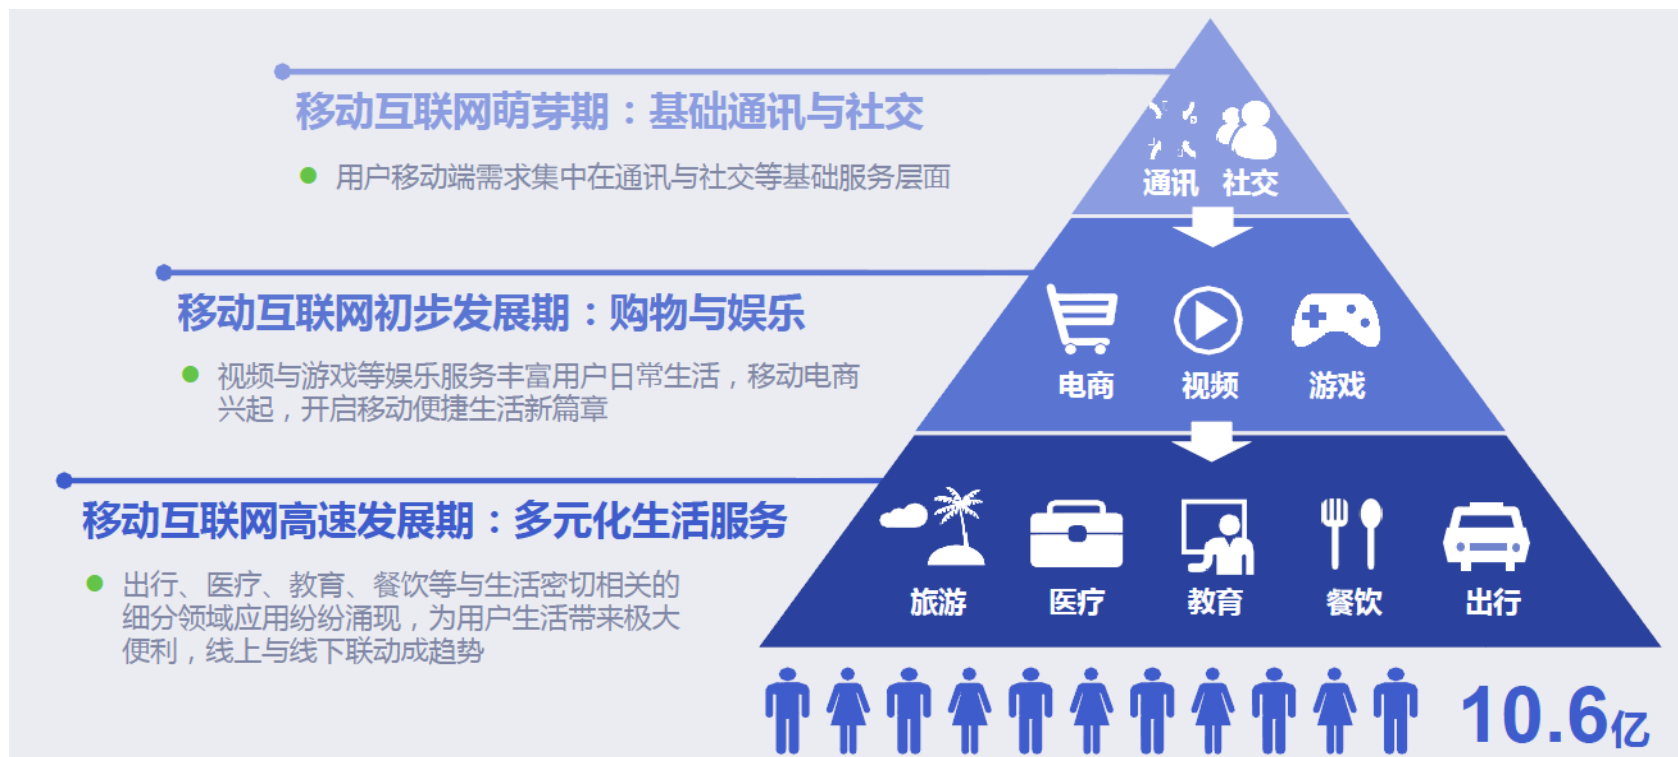 移动互联网萌芽期：基础通讯与社交
用户移动端需求集中在通讯与社交等基础服务层面
通讯 社交
移动互联网初步发展期：购物与娱乐
视频与游戏等娱乐服务丰富用户日常生活，移动电商
兴起，开启移动便捷生活新篇章
电商 视频 游戏
移动互联网高速发展期：多元化生活服务
出行、医疗、教育、餐饮等与生活密切相关的
细分领域应用纷纷涌现，为用户生活带来极大
便利，线上与线下联动成趋势
旅游 医疗 教育 餐饮 出行
10.6亿